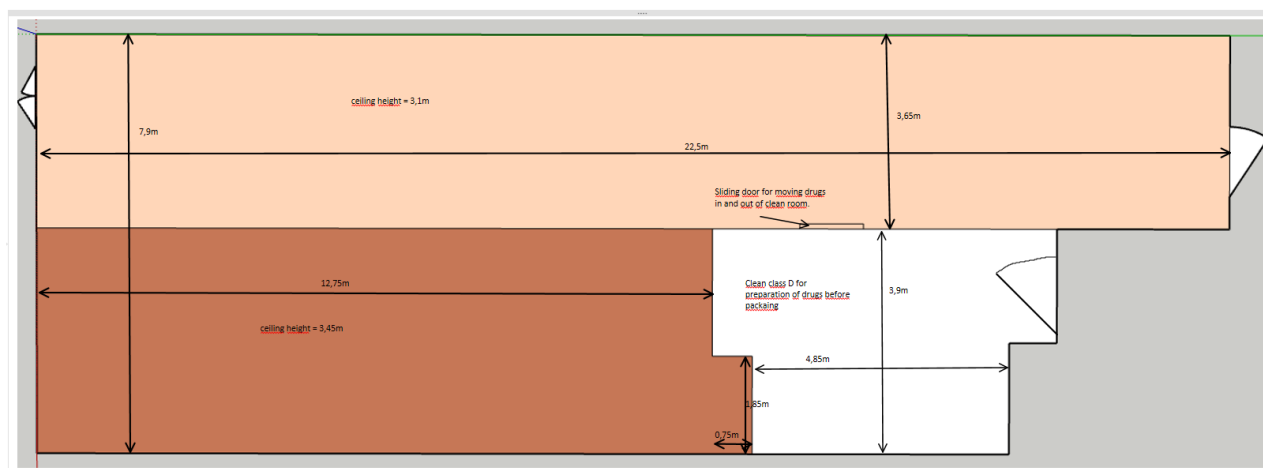 ceiling height = 3,1m
7,9m
3,65m
22,5m
Sliding door for moving drugs
in and out of clean room.
12,75m
Clean class D for
preparation of drugs before
packaing
3,9m
ceiling height = 3,45m
4,85m
1,85m
0,75m